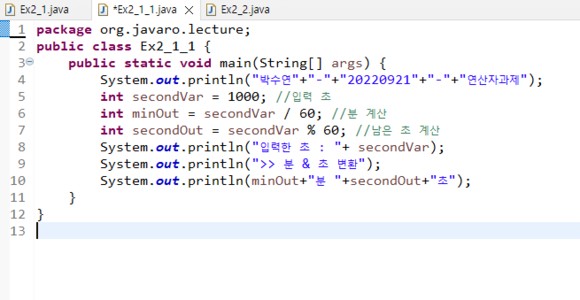 Ex2_1.java *Ex2_1_1.java Ex2_2.java
1 package org.javaro.lecture;
2 public class Ex2_1_1 {
3 public static void main(String[] args) {
4 System.out.println("박수연"+"-"+"20220921"+"-"+"연산자과제");
5 int secondVar = 1000; //입력 초
6 int minOut = secondVar / 60; //분 계산
7 int secondOut = secondVar % 60; //남은 초 계산
8 System.out.println("입력한 초 : "+ secondVar);
9 System.out.println(">> 분 & 초 변환");
10 System.out.println(minOut+"분 "+secondOut+"초");
11 }
12 }
13